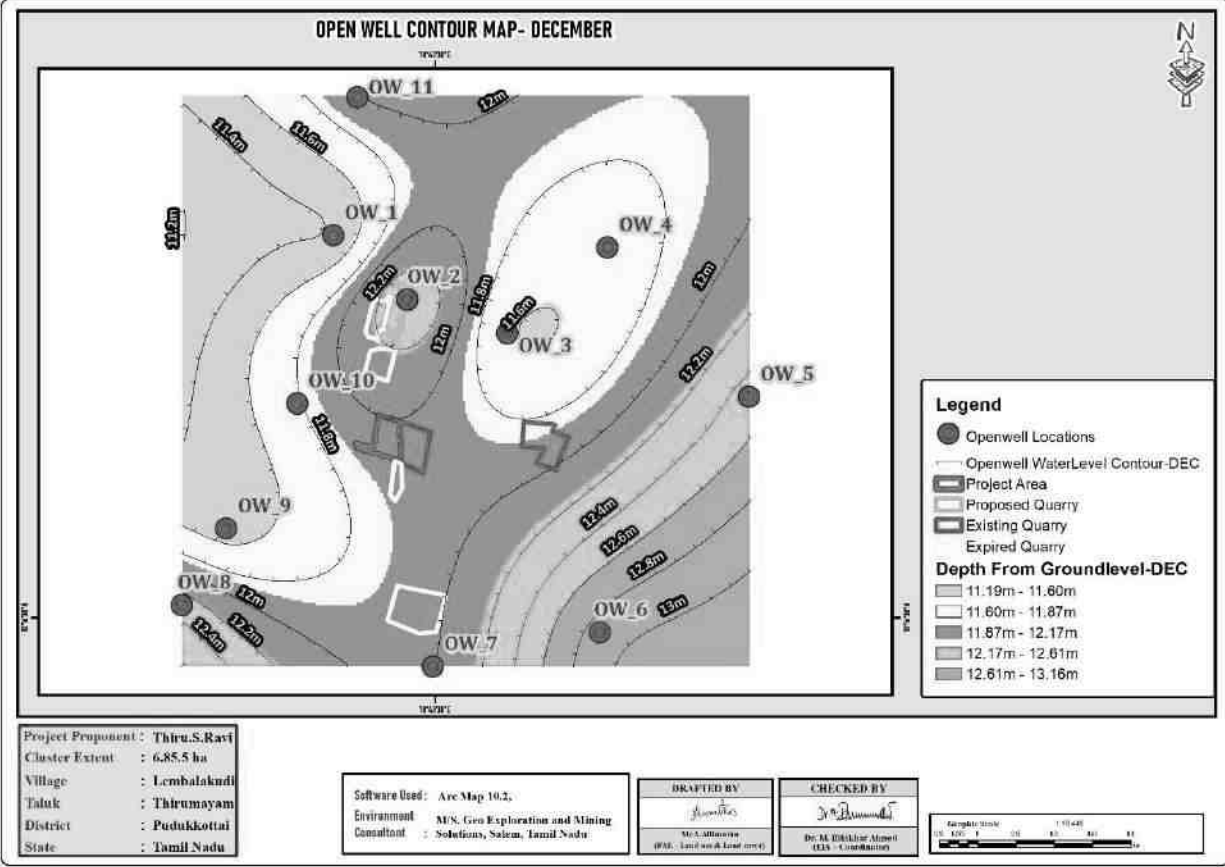 OPEN WELL CONTOUR MAP- DECEMBER
N
OW_11
12m
11.4m
11.6m
OW_1
11.2m
OW_4
OW_2
12.2m
11.8m
12m
11.6m
OW_3
12m
12.2m
OW_5
OW_10
11.8m
12.4m
12.6m
OW_9
12.8m
OW_8
12m
13m
OW_6
12.2m
12.4m
OW_7
Legend
Openwell Locations
Openwell WaterLevel Contour-DEC
Project Area
Proposed Quarry
Existing Quarry
Expired Quarry
Depth From Groundlevel-DEC
11.19m - 11.60m
11.60m - 11.87m
11.87m - 12.17m
12.17m - 12.61m
12.61m - 13.16m
Project Proponent : Thiru.S.Ravi
Cluster Extent : 6.85.5 ha
Village : Lembalakudi
Taluk : Thirumayam
District : Pudukkottai
State : Tamil Nadu
Software Used : Arc Map 10.2,
Environment Consultant : M/S. Geo Exploration and Mining
Solutions, Salem, Tamil Nadu
DRAFTED BY
CHECKED BY
(EIA - Coordinator)
Graphic Scale